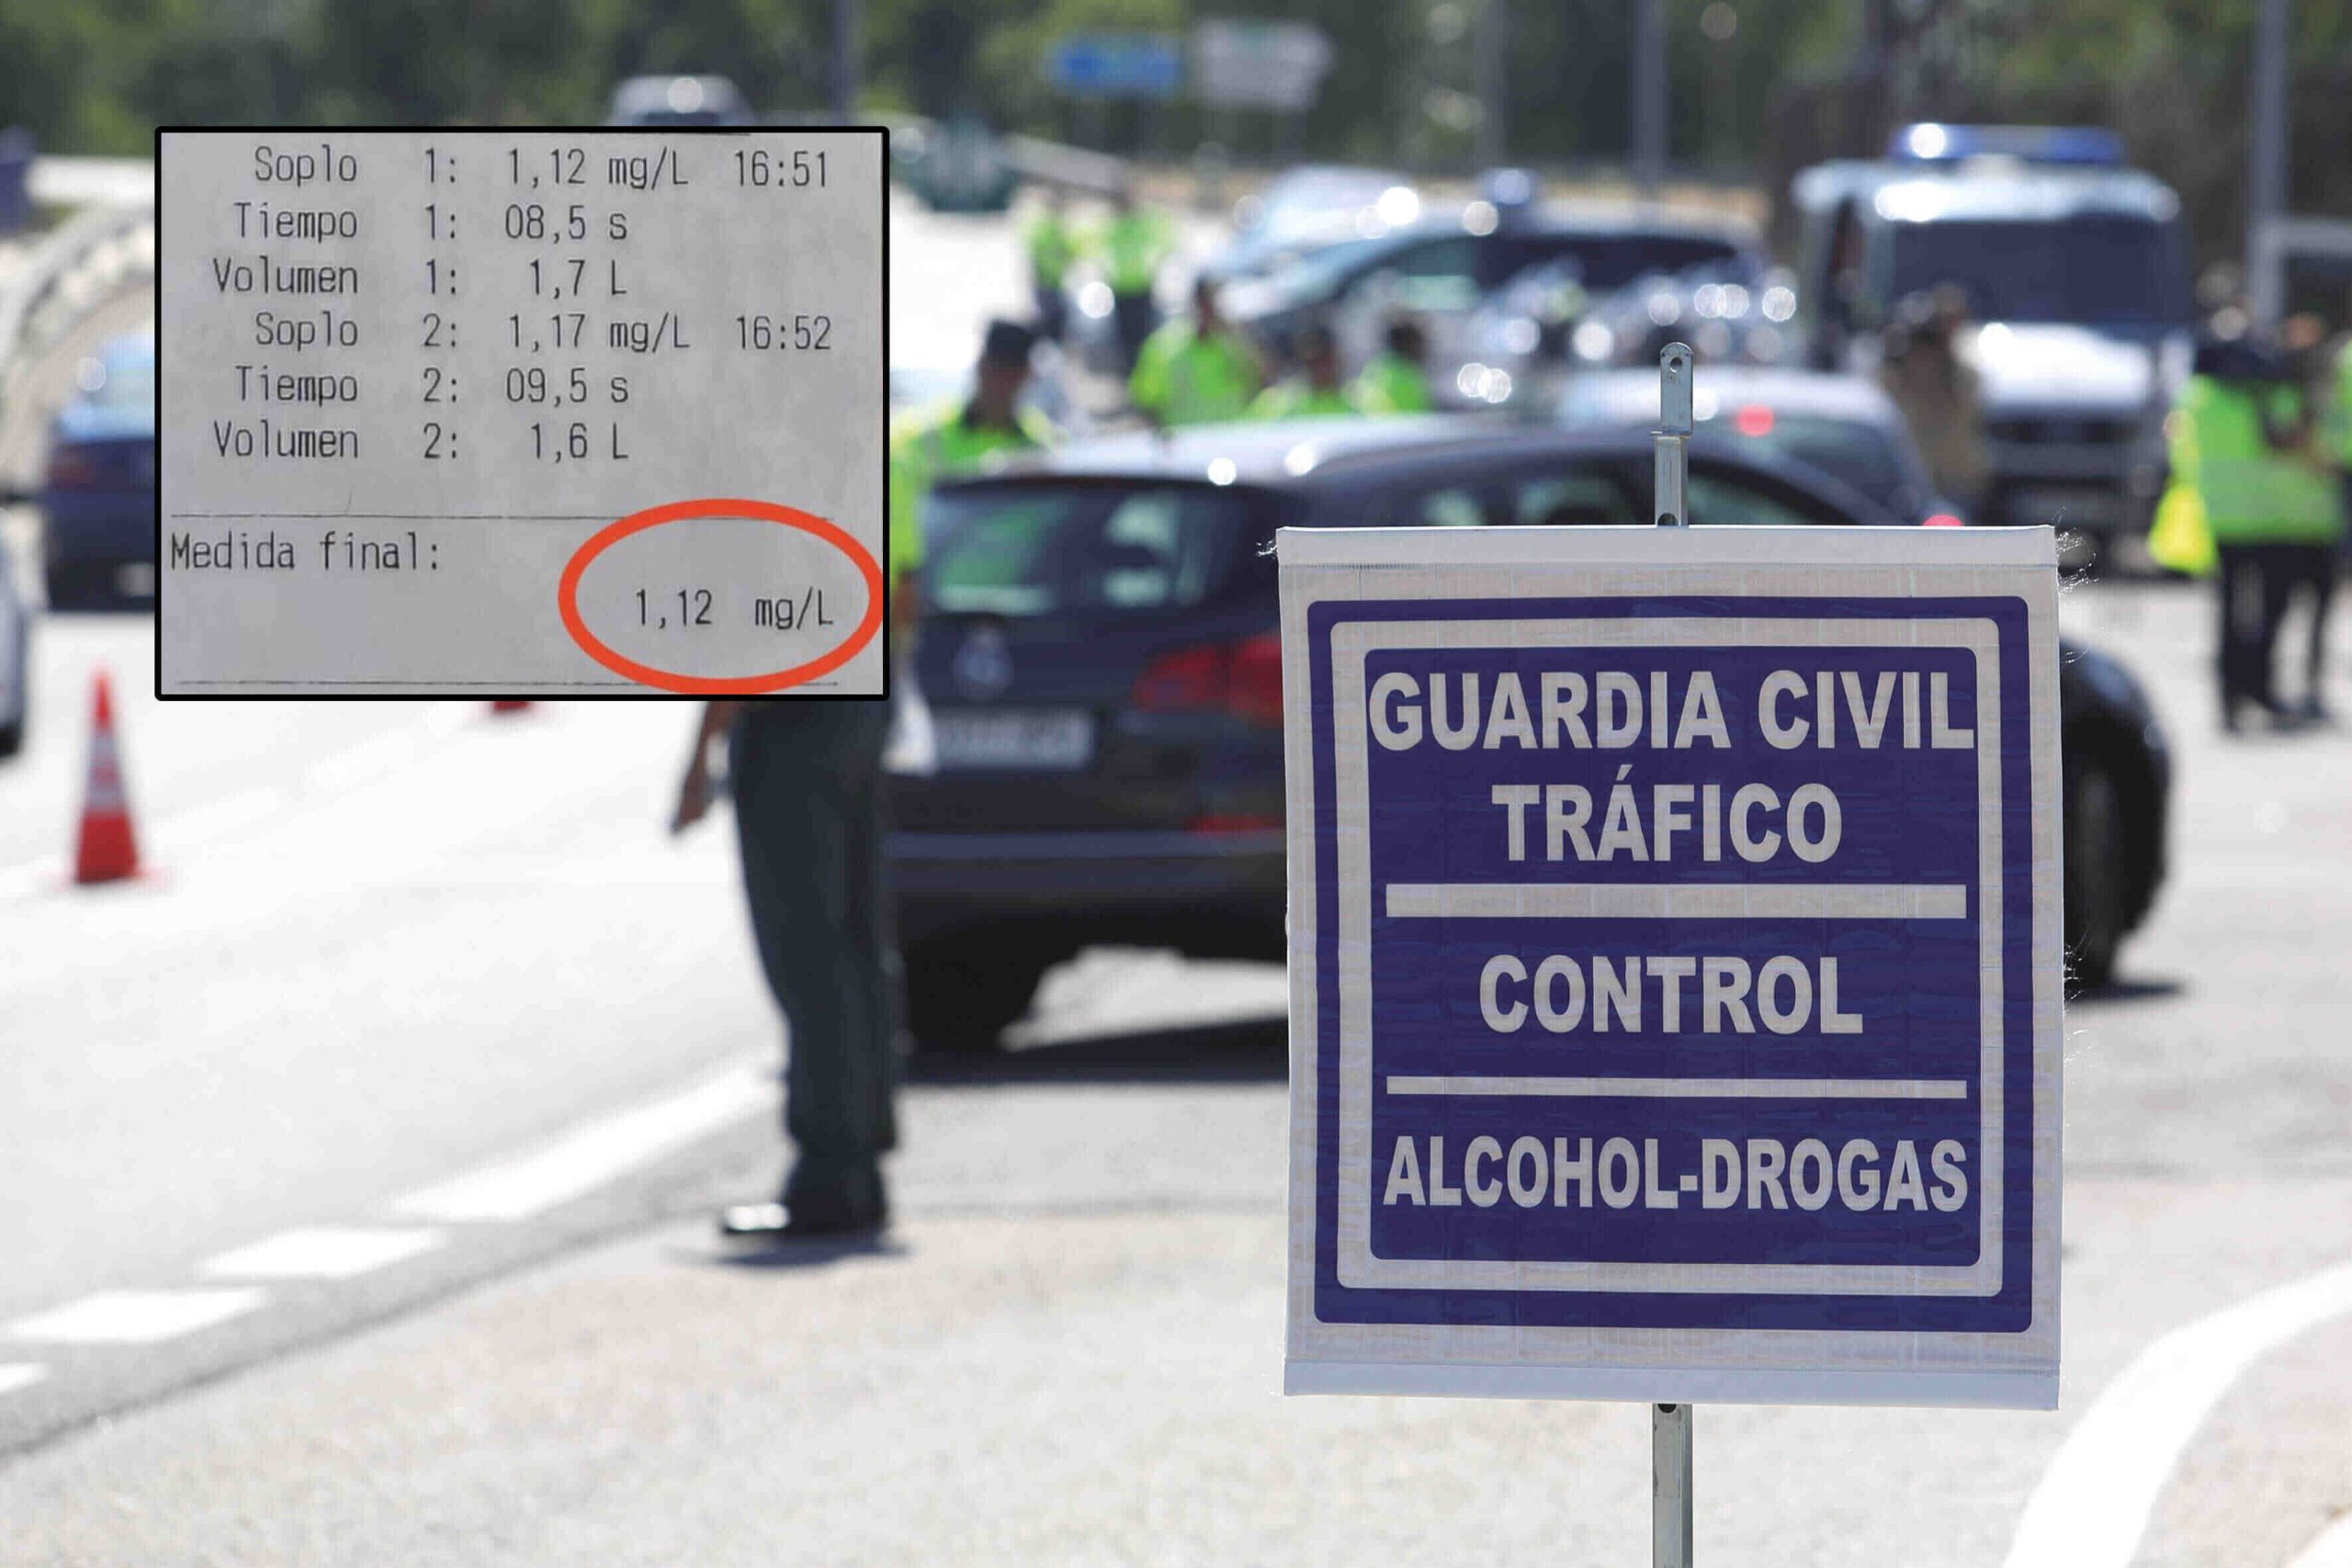 Soplo 1: 1,12 mg/L 16:51
Tiempo 1: 08,5 s
Volumen 1: 1,7 L
Soplo 2: 1,17 mg/L 16:52
Tiempo 2: 09,5 s
Volumen 2: 1,6 L
Medida final:
1,12 mg/L
GUARDIA CIVIL
TRÁFICO
CONTROL
ALCOHOL-DROGAS